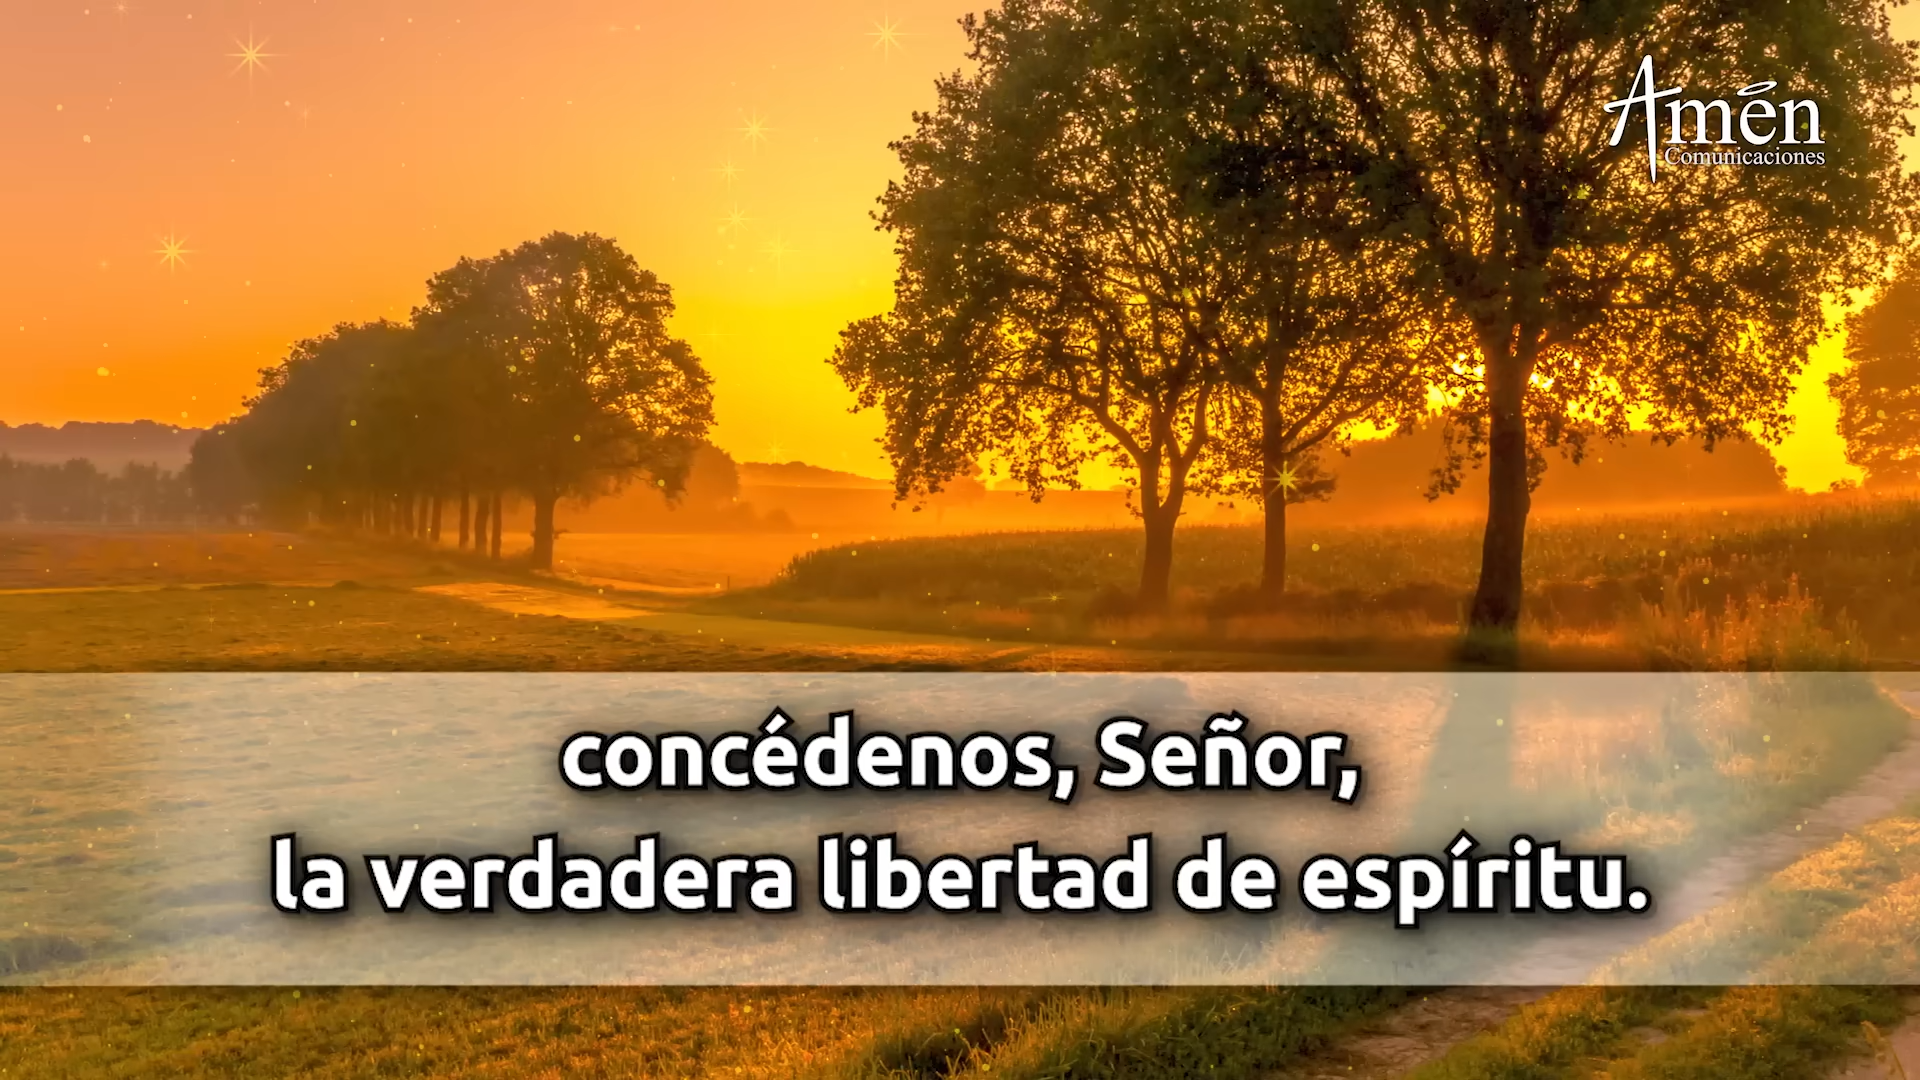 Amén
Comunicaciones
concédenos, Señor,
la verdadera libertad de espíritu.